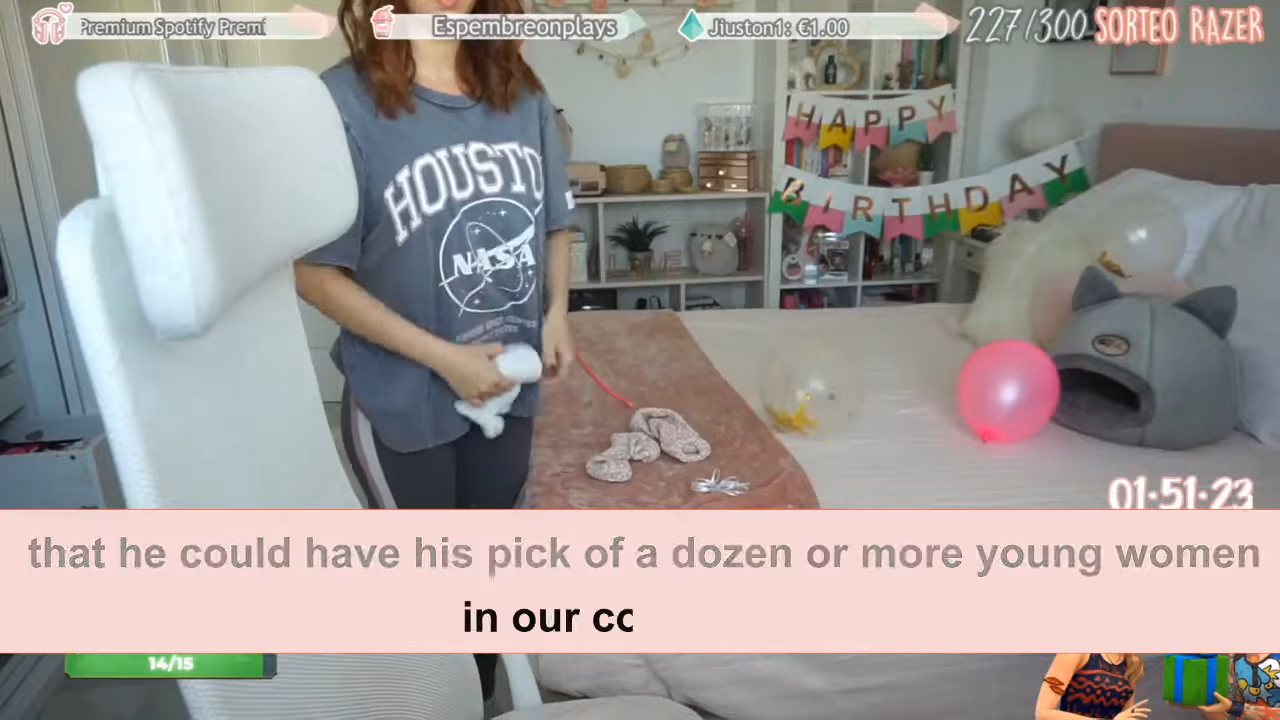 Premium Spotify Premi
Espembreonplays
Jiuston1: €1.00
227/300 SORTEO RAZER
HAPPY
BIRTHDAY
HOUSTO
NASA
01:51:23
that he could have his pick of a dozen or more young women
in our co
14/15